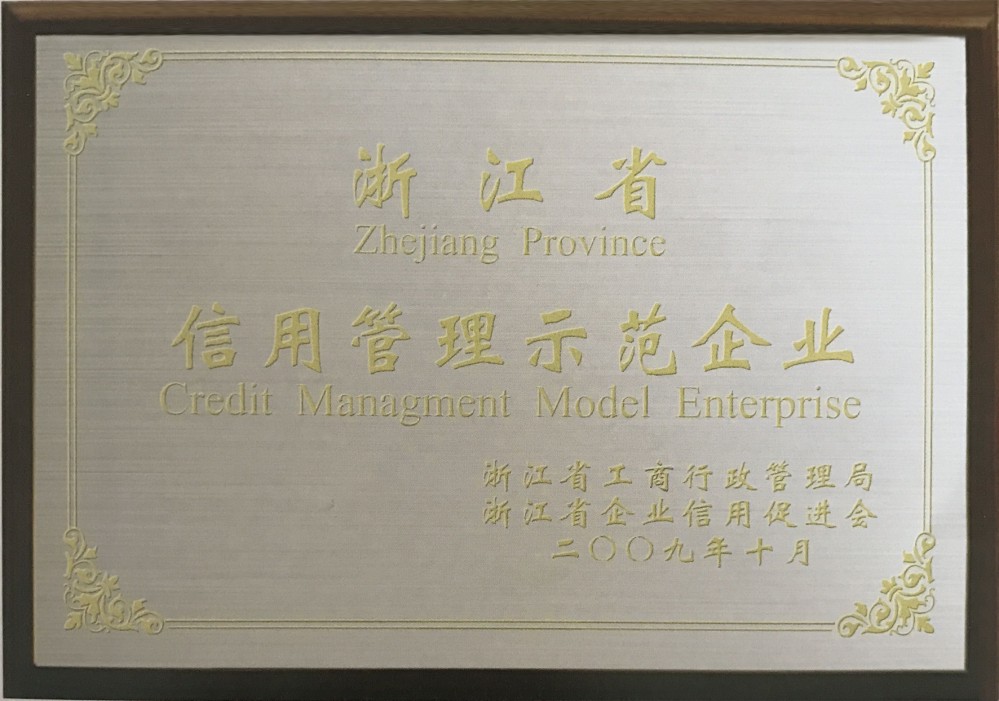 浙江省
Zhejiang Province
信用管理示范企业
Credit Managment Model Enterprise
浙江省工商行政管理局
浙江省企业信用促进会
二〇〇九年十月